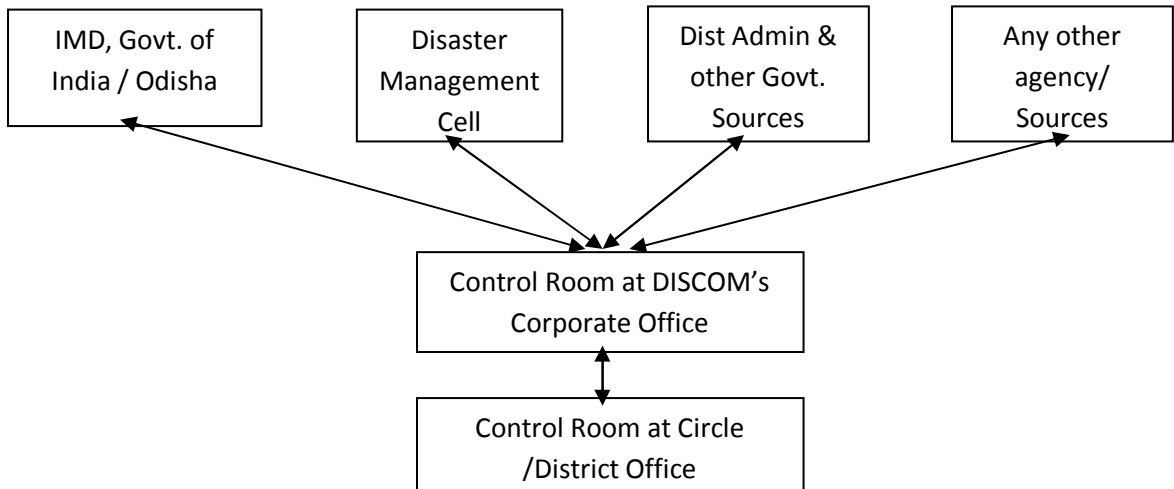 IMD, Govt. of
India / Odisha
Disaster
Management
Cell
Dist Admin &
other Govt.
Sources
Any other
agency/
Sources
Control Room at DISCOM’s
Corporate Office
Control Room at Circle
/District Office